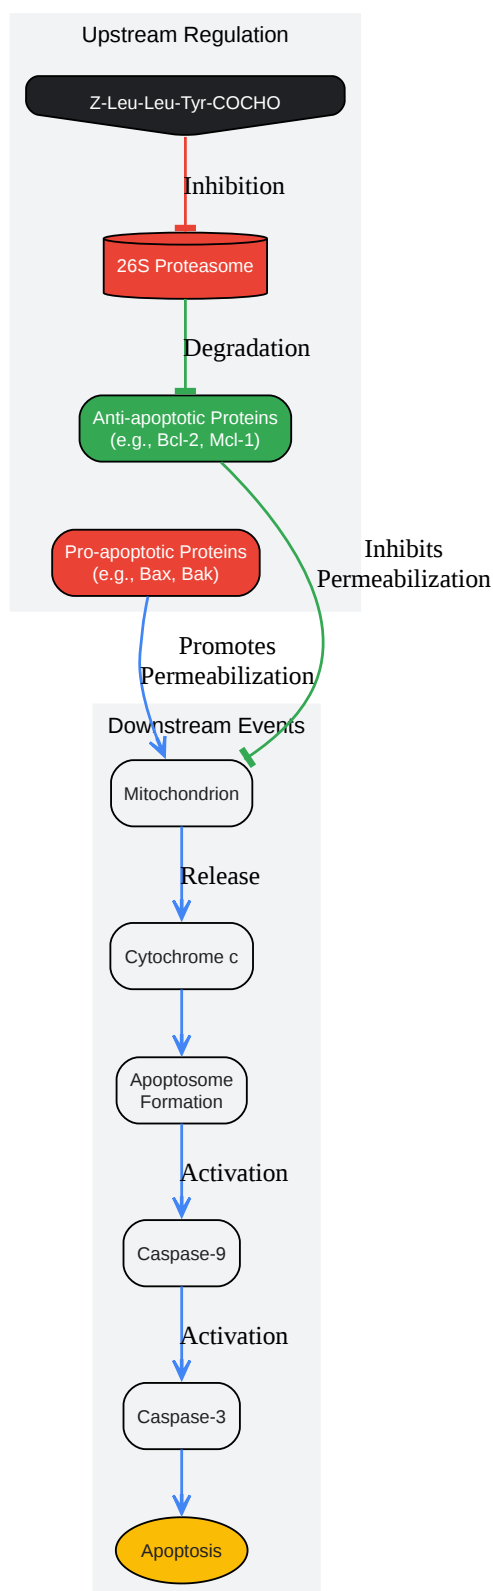 Upstream Regulation
Z-Leu-Leu-Tyr-COCHO
Inhibition
26S Proteasome
Degradation
Anti-apoptotic Proteins
(e.g., Bcl-2, Mcl-1)
Pro-apoptotic Proteins
(e.g., Bax, Bak)
Inhibits
Permeabilization
Promotes
Permeabilization
Downstream Events
Mitochondrion
Release
Cytochrome c
Apoptosome
Formation
Activation
Caspase-9
Activation
Caspase-3
Apoptosis